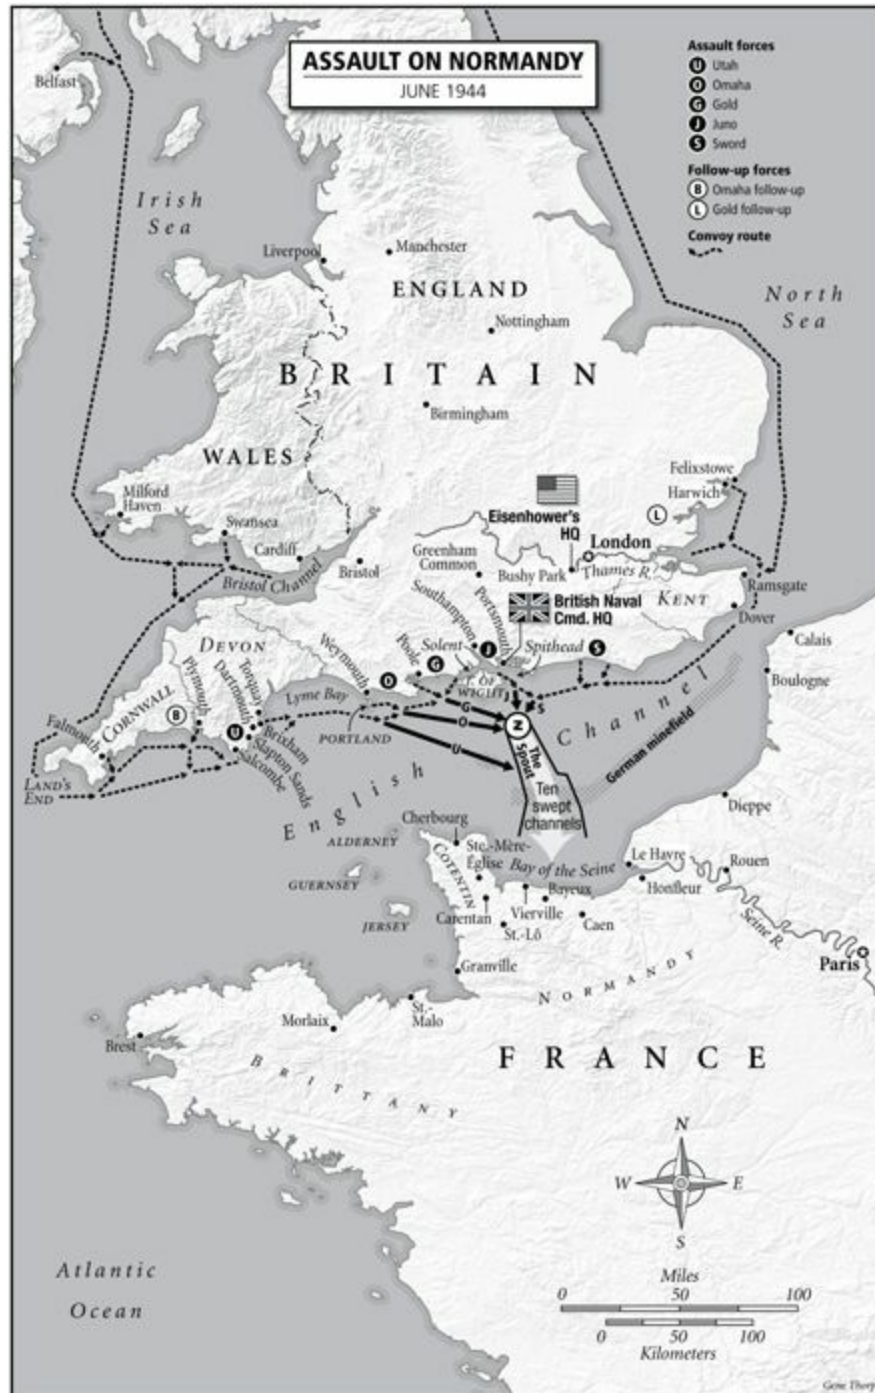 ASSAULT ON NORMANDY
JUNE 1944
Assault forces
U Utah
O Omaha
G Gold
J Juno
S Sword
Follow-up forces
B Omaha follow-up
L Gold follow-up
Convoy route
Belfast
Irish
Sea
Liverpool
Manchester
ENGLAND
North
Sea
Nottingham
BRITAIN
Birmingham
WALES
Milford
Haven
Swansea
Cardiff
Bristol Channel
Bristol
Felixstowe
Harwich
L
Eisenhower's
HQ
London
Greenham
Common
Bushy Park
Thames R.
KENT
Ramsgate
Dover
British Naval
Cmd. HQ
Southampton
Portsmouth
Solent
J
Spithead
S
DEVON
Weymouth
Poole
O
G
I. OF
WIGHT
CORNWALL
Plymouth
Dartmouth
Torquay
Lyme Bay
PORTLAND
B
U
Falmouth
Brixham
Slapton Sands
Salcombe
LAND'S
END
G
O
U
J
S
Z
The
Spout
Ten
swept
channels
English Channel
German minefield
Calais
Boulogne
Dieppe
ALDERNEY
Cherbourg
GUERNSEY
JERSEY
COTENTIN
Ste.-Mère-
Église
Bay of the Seine
Le Havre
Rouen
Honfleur
Bayeux
Carentan
Vierville
St.-Lô
Caen
Seine R.
Paris
Granville
NORMANDY
St.-
Malo
Morlaix
Brest
BRITTANY
FRANCE
N
W E
S
Atlantic
Ocean
Miles
0 50 100
0 50 100
Kilometers